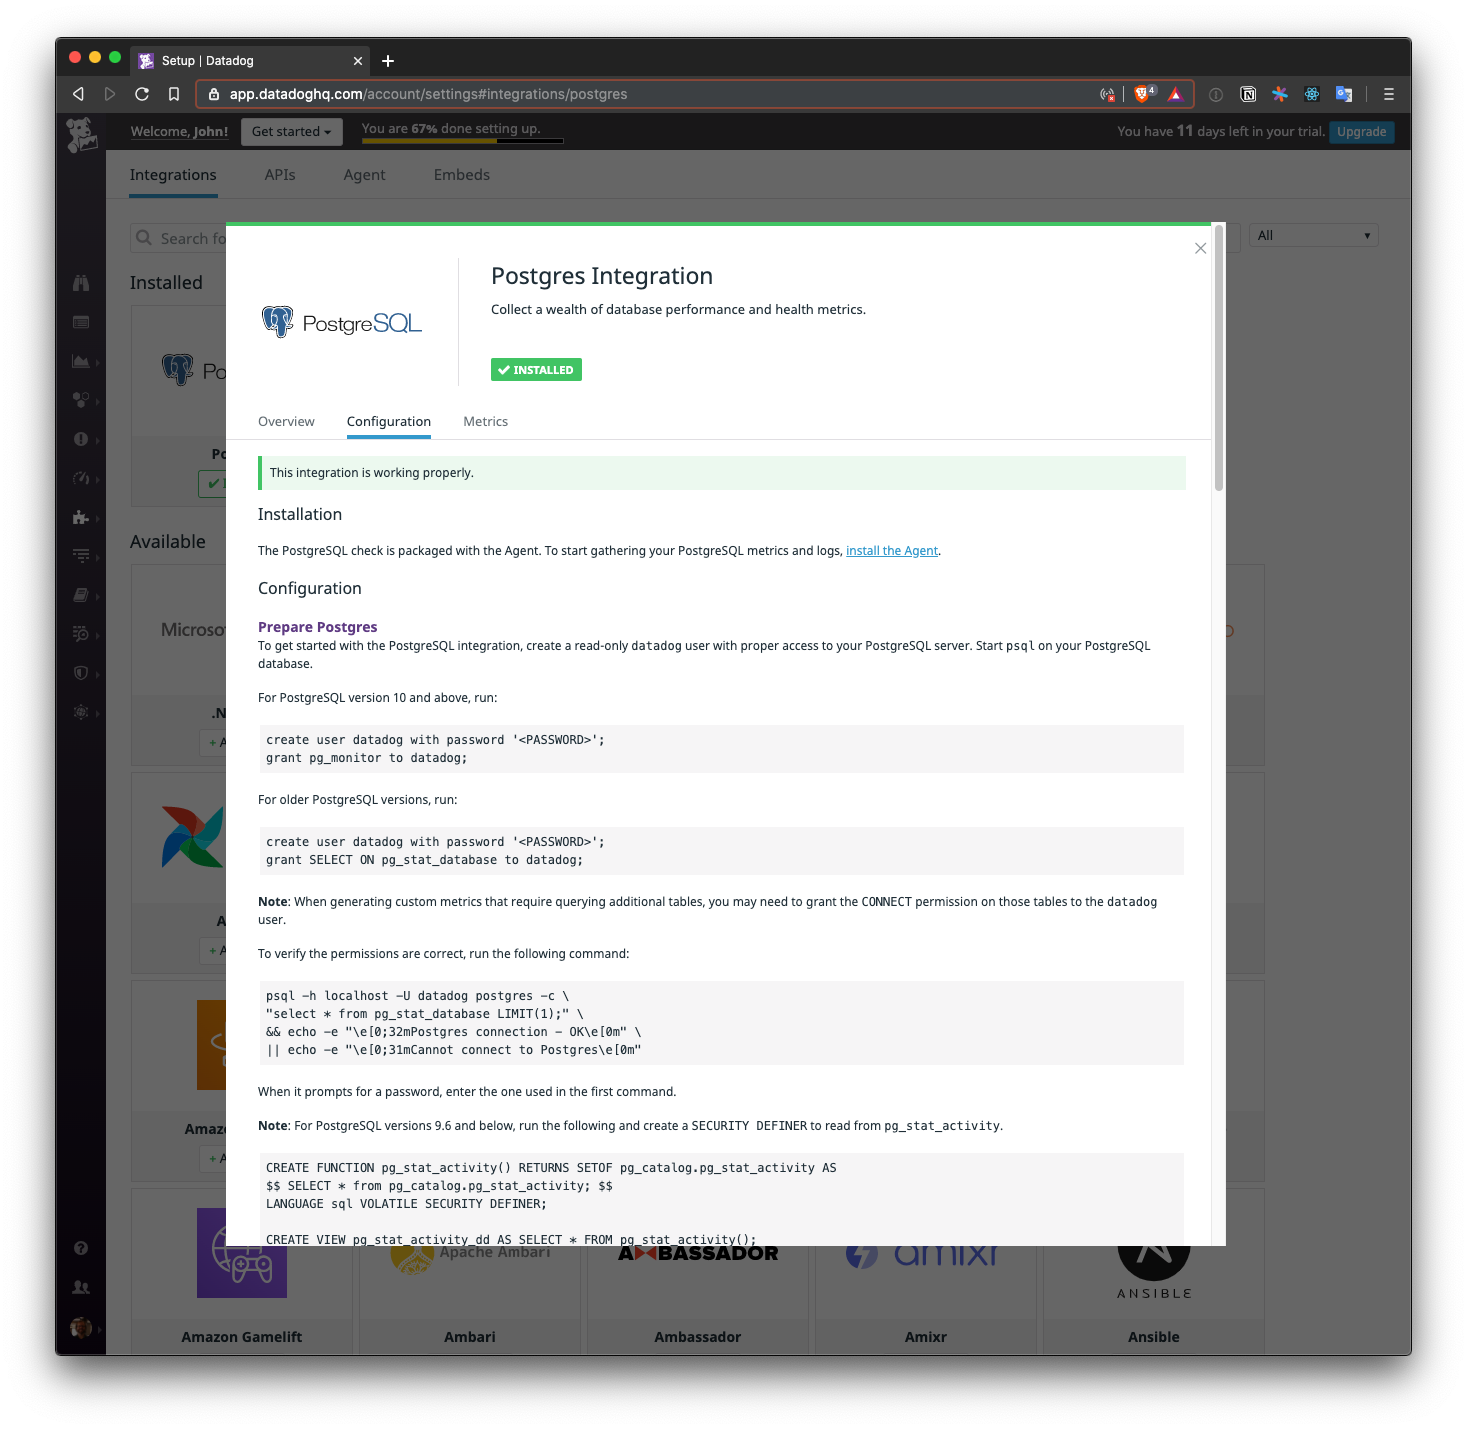 Setup | Datadog
app.datadoghq.com/account/settings#integrations/postgres
4
Welcome, John!
Get started
You are 67% done setting up.
You have 11 days left in your trial.
Upgrade
Integrations
APIs
Agent
Embeds
Search fo
All
Installed
Available
Microso
.N
Amaz
Postgres Integration
Collect a wealth of database performance and health metrics.
PostgreSQL
INSTALLED
Overview
Configuration
Metrics
This integration is working properly.
Installation
The PostgreSQL check is packaged with the Agent. To start gathering your PostgreSQL metrics and logs, install the Agent.
Configuration
Prepare Postgres
To get started with the PostgreSQL integration, create a read-only datadog user with proper access to your PostgreSQL server. Start psql on your PostgreSQL
database.
For PostgreSQL version 10 and above, run:
create user datadog with password '<PASSWORD>';
grant pg_monitor to datadog;
For older PostgreSQL versions, run:
create user datadog with password '<PASSWORD>';
grant SELECT ON pg_stat_database to datadog;
Note: When generating custom metrics that require querying additional tables, you may need to grant the CONNECT permission on those tables to the datadog
user.
To verify the permissions are correct, run the following command:
psql -h localhost -U datadog postgres -c \
"select * from pg_stat_database LIMIT(1);" \
&& echo -e "\e[0;32mPostgres connection - OK\e[0m" \
|| echo -e "\e[0;31mCannot connect to Postgres\e[0m"
When it prompts for a password, enter the one used in the first command.
Note: For PostgreSQL versions 9.6 and below, run the following and create a SECURITY DEFINER to read from pg_stat_activity.
CREATE FUNCTION pg_stat_activity() RETURNS SETOF pg_catalog.pg_stat_activity AS
$$ SELECT * from pg_catalog.pg_stat_activity; $$
LANGUAGE sql VOLATILE SECURITY DEFINER;
CREATE VIEW pg_stat_activity_dd AS SELECT * FROM pg_stat_activity();
Apache Ambari
AMBASSADOR
amixr
ANSIBLE
Amazon Gamelift
Ambari
Ambassador
Amixr
Ansible